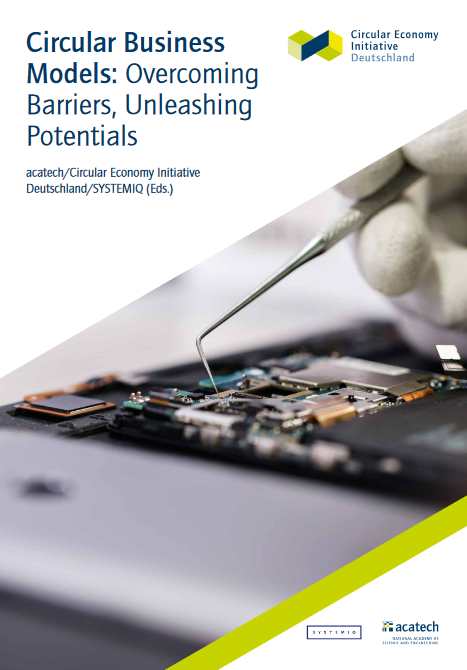 Circular Business
Models: Overcoming
Barriers, Unleashing
Potentials
acatech/Circular Economy Initiative
Deutschland/SYSTEMIQ (Eds.)
Circular Economy
Initiative
Deutschland
SYSTEMIQ
acatech
NATIONAL ACADEMY OF
SCIENCE AND ENGINEERING